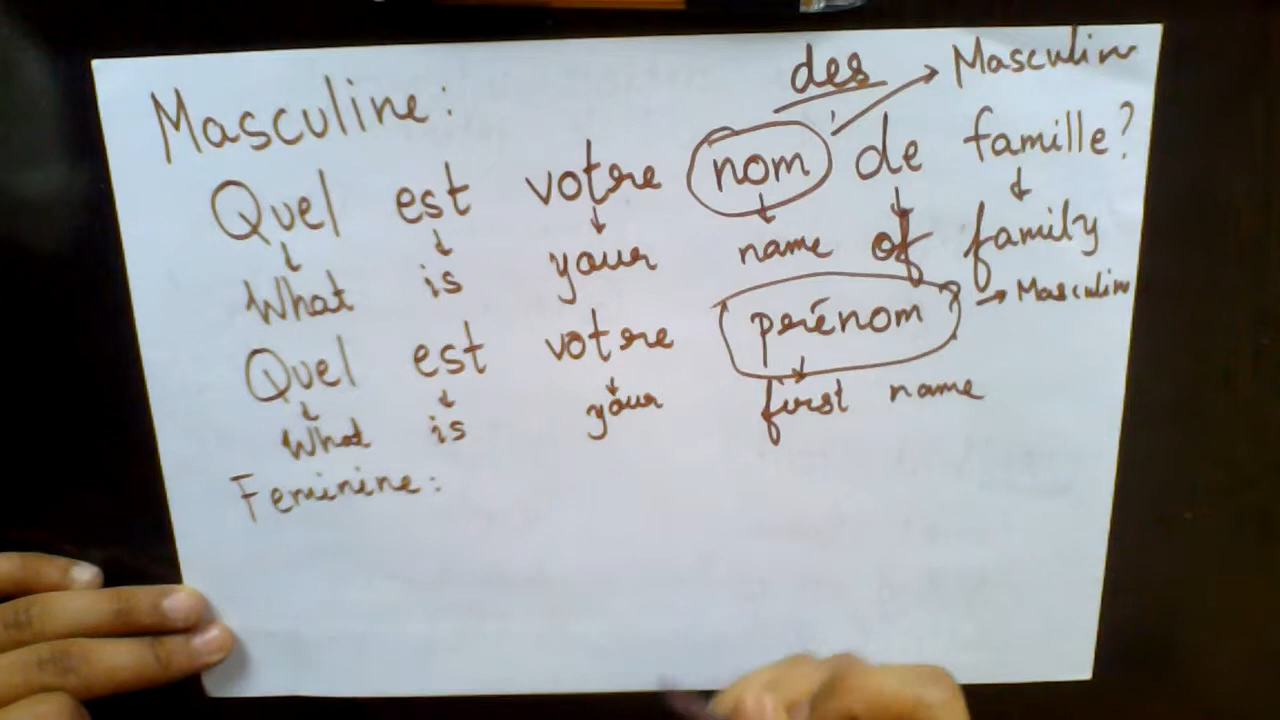 des → Masculin
Masculine:
Quel est votre nom de famille?
What is your name of family
→ Masculin
Quel est votre prénom
What is your first name
Feminine: